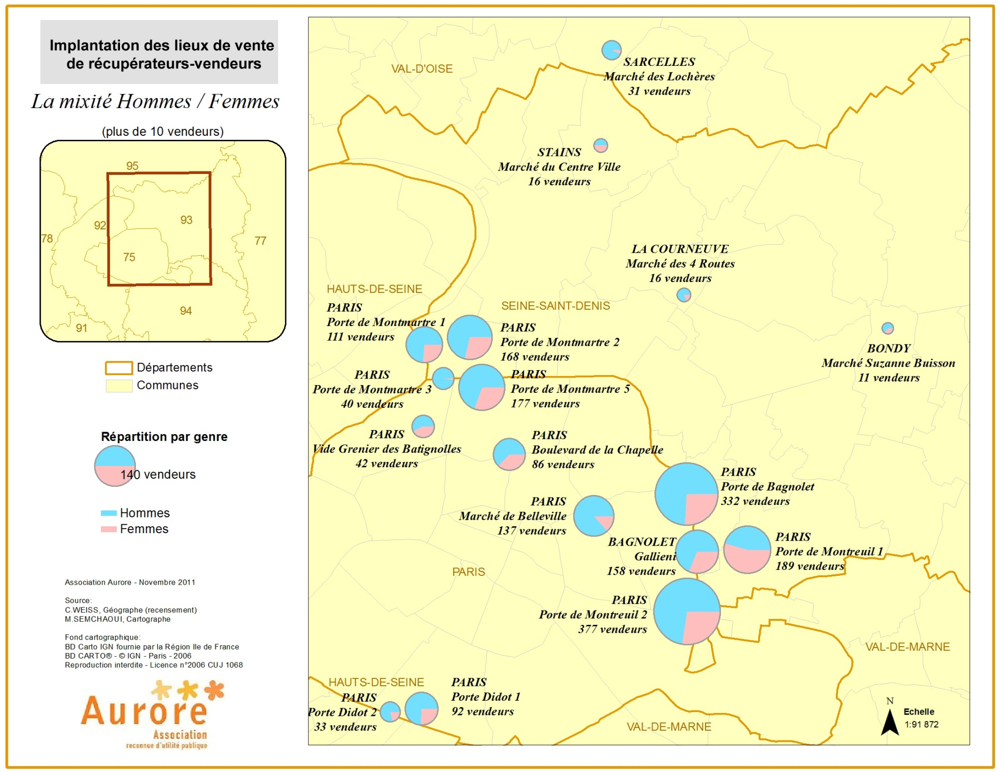 Implantation des lieux de vente
de récupérateurs-vendeurs
La mixité Hommes / Femmes
(plus de 10 vendeurs)
95
92
93
78
77
75
94
91
Départements
Communes
Répartition par genre
140 vendeurs
Hommes
Femmes
Association Aurore - Novembre 2011
Source:
C.WEISS, Géographe (recensement)
M.SEMCHAOUI, Cartographe
Fond cartographique:
BD Carto IGN fournie par la Région Ile de France
BD CARTO® - © IGN - Paris - 2006
Reproduction interdite - Licence n°2006 CUJ 1068
Aurore
Association
reconnue d'utilité publique
VAL-D'OISE
SARCELLES
Marché des Lochères
31 vendeurs
STAINS
Marché du Centre Ville
16 vendeurs
LA COURNEUVE
Marché des 4 Routes
16 vendeurs
HAUTS-DE-SEINE
SEINE-SAINT-DENIS
PARIS
Porte de Montmartre 1
111 vendeurs
PARIS
Porte de Montmartre 2
168 vendeurs
BONDY
Marché Suzanne Buisson
11 vendeurs
PARIS
Porte de Montmartre 3
40 vendeurs
PARIS
Porte de Montmartre 5
177 vendeurs
PARIS
Vide Grenier des Batignolles
42 vendeurs
PARIS
Boulevard de la Chapelle
86 vendeurs
PARIS
Porte de Bagnolet
332 vendeurs
PARIS
Marché de Belleville
137 vendeurs
BAGNOLET
Gallieni
158 vendeurs
PARIS
Porte de Montreuil 1
189 vendeurs
PARIS
PARIS
Porte de Montreuil 2
377 vendeurs
VAL-DE-MARNE
HAUTS-DE-SEINE
PARIS
Porte Didot 2
33 vendeurs
PARIS
Porte Didot 1
92 vendeurs
VAL-DE-MARNE
N
Echelle
1:91 872